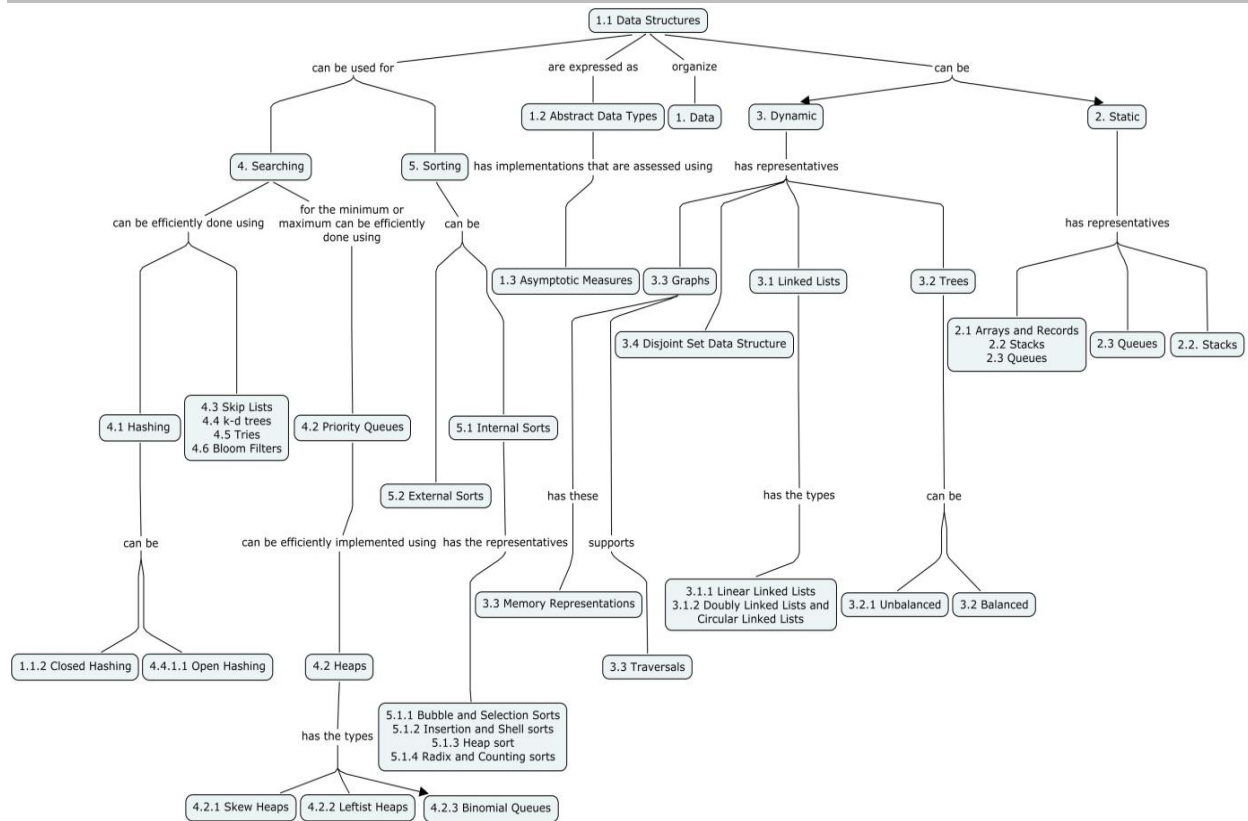 1.1 Data Structures
can be used for
are expressed as
organize
can be
1.2 Abstract Data Types
1. Data
3. Dynamic
2. Static
4. Searching
5. Sorting
has implementations that are assessed using
has representatives
can be efficiently done using
for the minimum or
maximum can be efficiently
done using
can be
has representatives
1.3 Asymptotic Measures
3.3 Graphs
3.1 Linked Lists
3.2 Trees
3.4 Disjoint Set Data Structure
2.1 Arrays and Records
2.2 Stacks
2.3 Queues
2.3 Queues
2.2. Stacks
4.1 Hashing
4.3 Skip Lists
4.4 k-d trees
4.5 Tries
4.6 Bloom Filters
4.2 Priority Queues
5.1 Internal Sorts
5.2 External Sorts
has these
has the types
can be
can be
can be efficiently implemented using
has the representatives
supports
3.3 Memory Representations
3.1.1 Linear Linked Lists
3.1.2 Doubly Linked Lists and
Circular Linked Lists
3.2.1 Unbalanced
3.2 Balanced
1.1.2 Closed Hashing
4.4.1.1 Open Hashing
4.2 Heaps
3.3 Traversals
has the types
5.1.1 Bubble and Selection Sorts
5.1.2 Insertion and Shell sorts
5.1.3 Heap sort
5.1.4 Radix and Counting sorts
4.2.1 Skew Heaps
4.2.2 Leftist Heaps
4.2.3 Binomial Queues